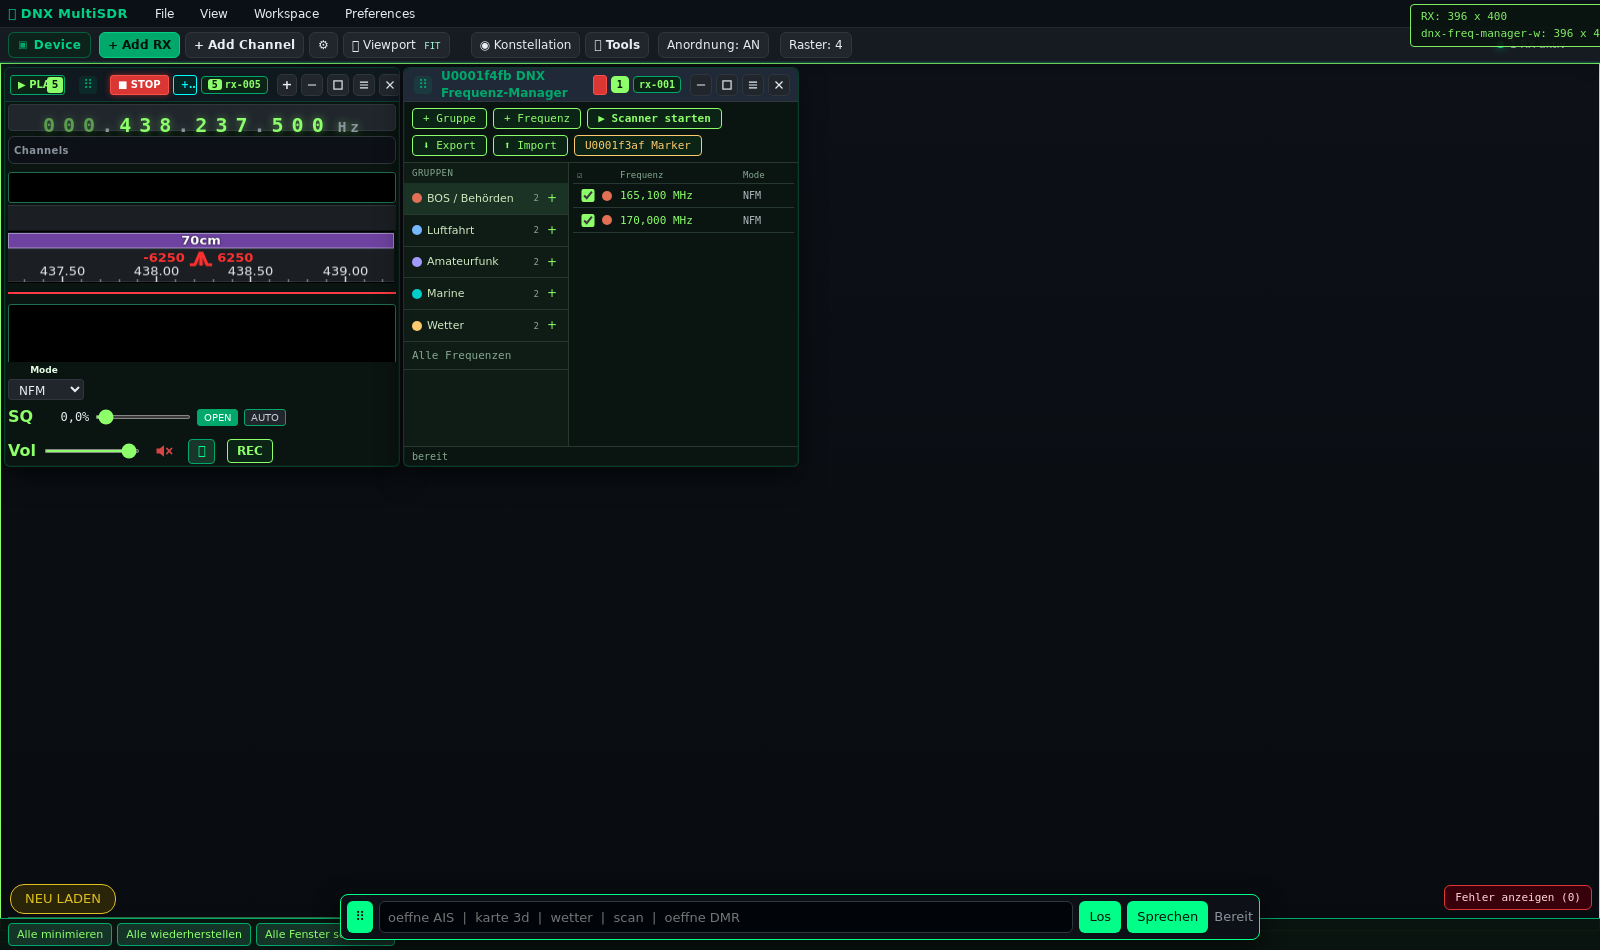 DNX MultiSDR File View Workspace Preferences
RX: 396 x 400
dnx-freq-manager-w: 396 x 4
Device + Add RX + Add Channel Viewport FIT Konstellation Tools Anordnung: AN Raster: 4
▶ PLA 5 STOP +.. 5 rx-005
U0001f4fb DNX
Frequenz-Manager
1 rx-001
000.438.237.500 Hz
Channels
70cm
-6250 6250
437.50 438.00 438.50 439.00
Mode
NFM
SQ 0,0% OPEN AUTO
Vol REC
+ Gruppe + Frequenz ▶ Scanner starten
⬇ Export ⬆ Import U0001f3af Marker
GRUPPEN
BOS / Behörden 2 +
Luftfahrt 2 +
Amateurfunk 2 +
Marine 2 +
Wetter 2 +
Alle Frequenzen
☑ Frequenz Mode
165,100 MHz NFM
170,000 MHz NFM
bereit
NEU LADEN
oeffne AIS | karte 3d | wetter | scan | oeffne DMR Los Sprechen Bereit
Fehler anzeigen (0)
Alle minimieren Alle wiederherstellen Alle Fenster s